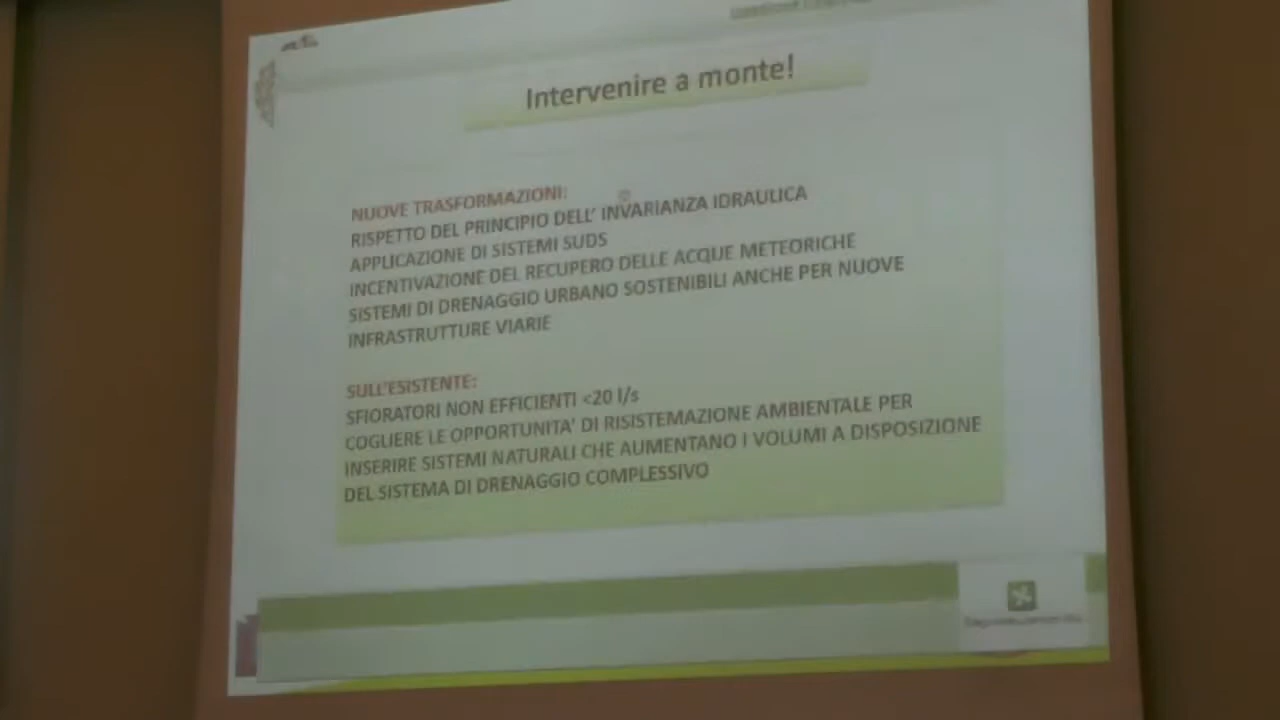 Intervenire a monte!
NUOVE TRASFORMAZIONI:
RISPETTO DEL PRINCIPIO DELL' INVARIANZA IDRAULICA
APPLICAZIONE DI SISTEMI SUDS
INCENTIVAZIONE DEL RECUPERO DELLE ACQUE METEORICHE
SISTEMI DI DRENAGGIO URBANO SOSTENIBILI ANCHE PER NUOVE
INFRASTRUTTURE VIARIE
SULL'ESISTENTE:
SFIORATORI NON EFFICIENTI <20 l/s
COGLIERE LE OPPORTUNITA' DI RISISTEMAZIONE AMBIENTALE PER
INSERIRE SISTEMI NATURALI CHE AUMENTANO I VOLUMI A DISPOSIZIONE
DEL SISTEMA DI DRENAGGIO COMPLESSIVO